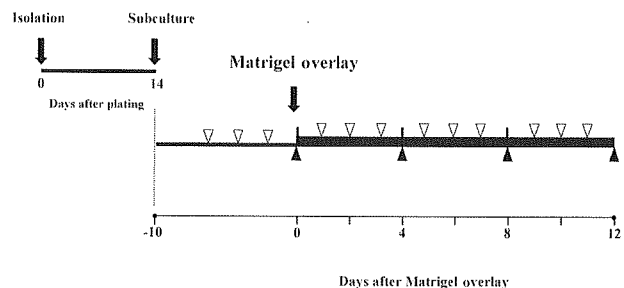 Isolation Subculture
0 14
Days after plating
Matrigel overlay
-10 0 4 8 12
Days after Matrigel overlay